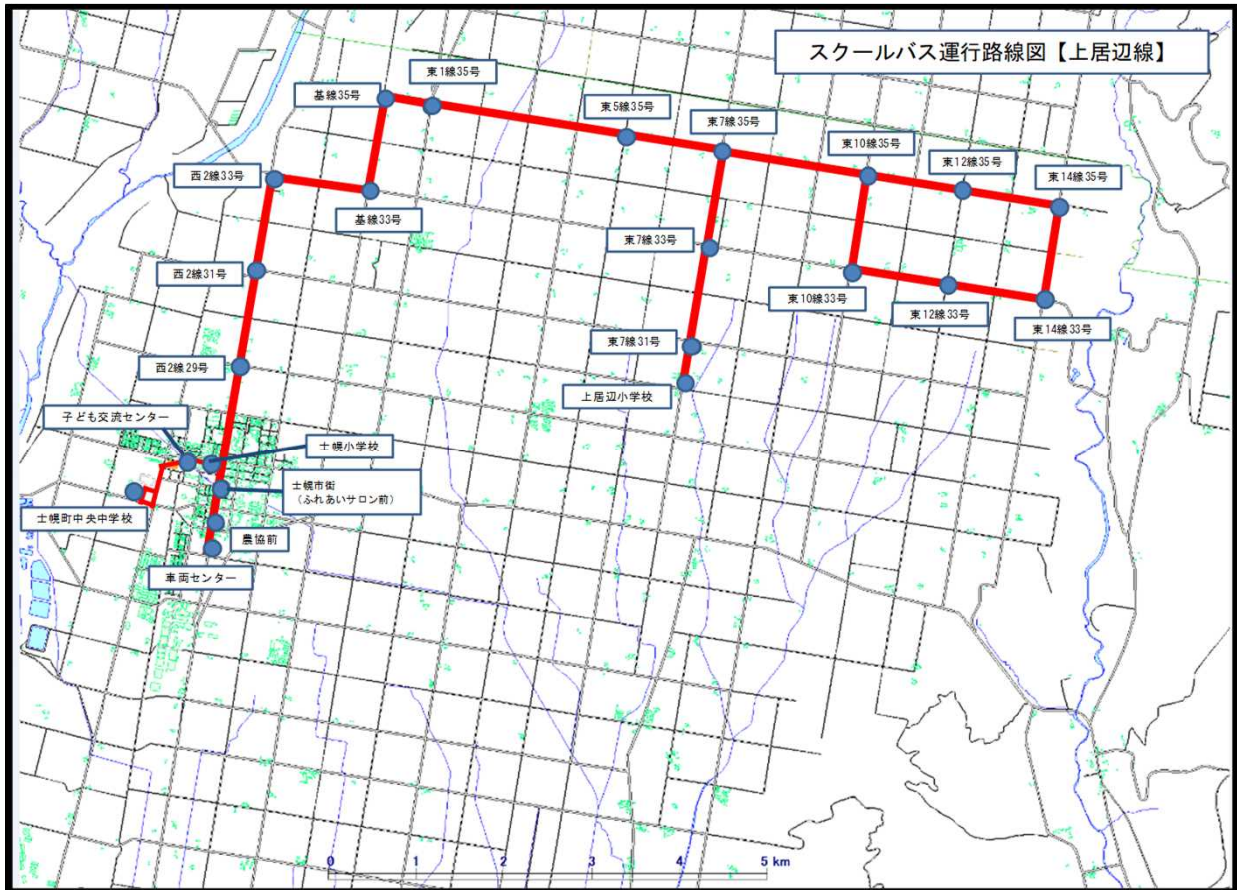 スクールバス運行路線図【上居辺線】
東1線35号
基線35号
東5線35号
東7線35号
東10線35号
東12線35号
東14線35号
西2線33号
基線33号
東7線33号
西2線31号
東10線33号
東12線33号
東14線33号
東7線31号
西2線29号
上居辺小学校
子ども交流センター
士幌小学校
士幌市街
(ふれあいサロン前)
士幌町中央中学校
農協前
車両センター
0 1 2 3 4 5 km